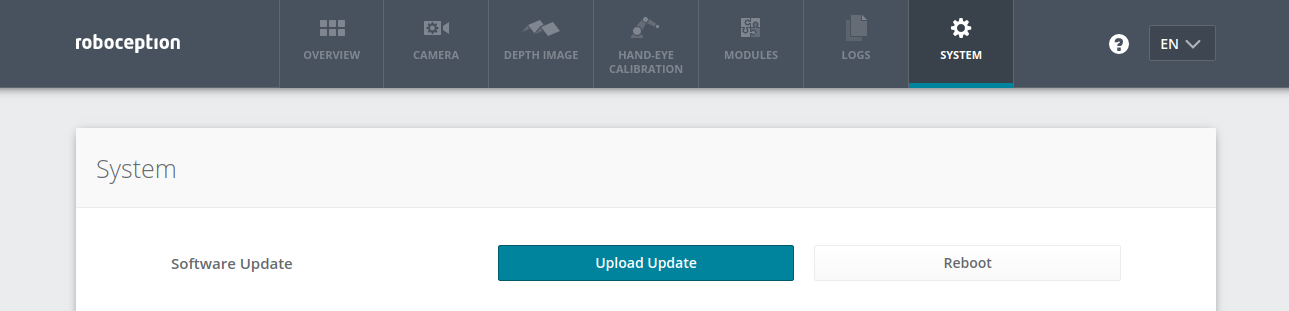 roboception
OVERVIEW
CAMERA
DEPTH IMAGE
HAND-EYE
CALIBRATION
MODULES
LOGS
SYSTEM
?
EN
System
Software Update
Upload Update
Reboot